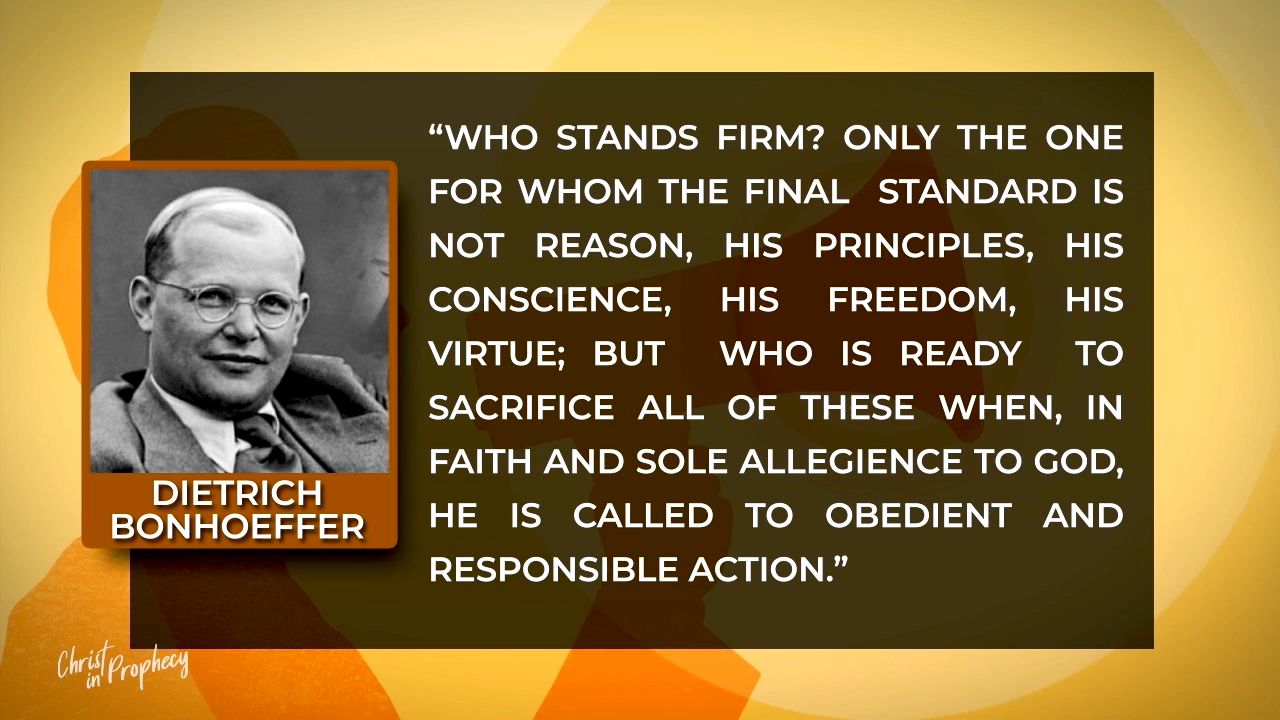 “WHO STANDS FIRM? ONLY THE ONE
FOR WHOM THE FINAL STANDARD IS
NOT REASON, HIS PRINCIPLES, HIS
CONSCIENCE, HIS FREEDOM, HIS
VIRTUE; BUT WHO IS READY TO
SACRIFICE ALL OF THESE WHEN, IN
FAITH AND SOLE ALLEGIENCE TO GOD,
HE IS CALLED TO OBEDIENT AND
RESPONSIBLE ACTION.”
DIETRICH
BONHOEFFER
Christ
in Prophecy